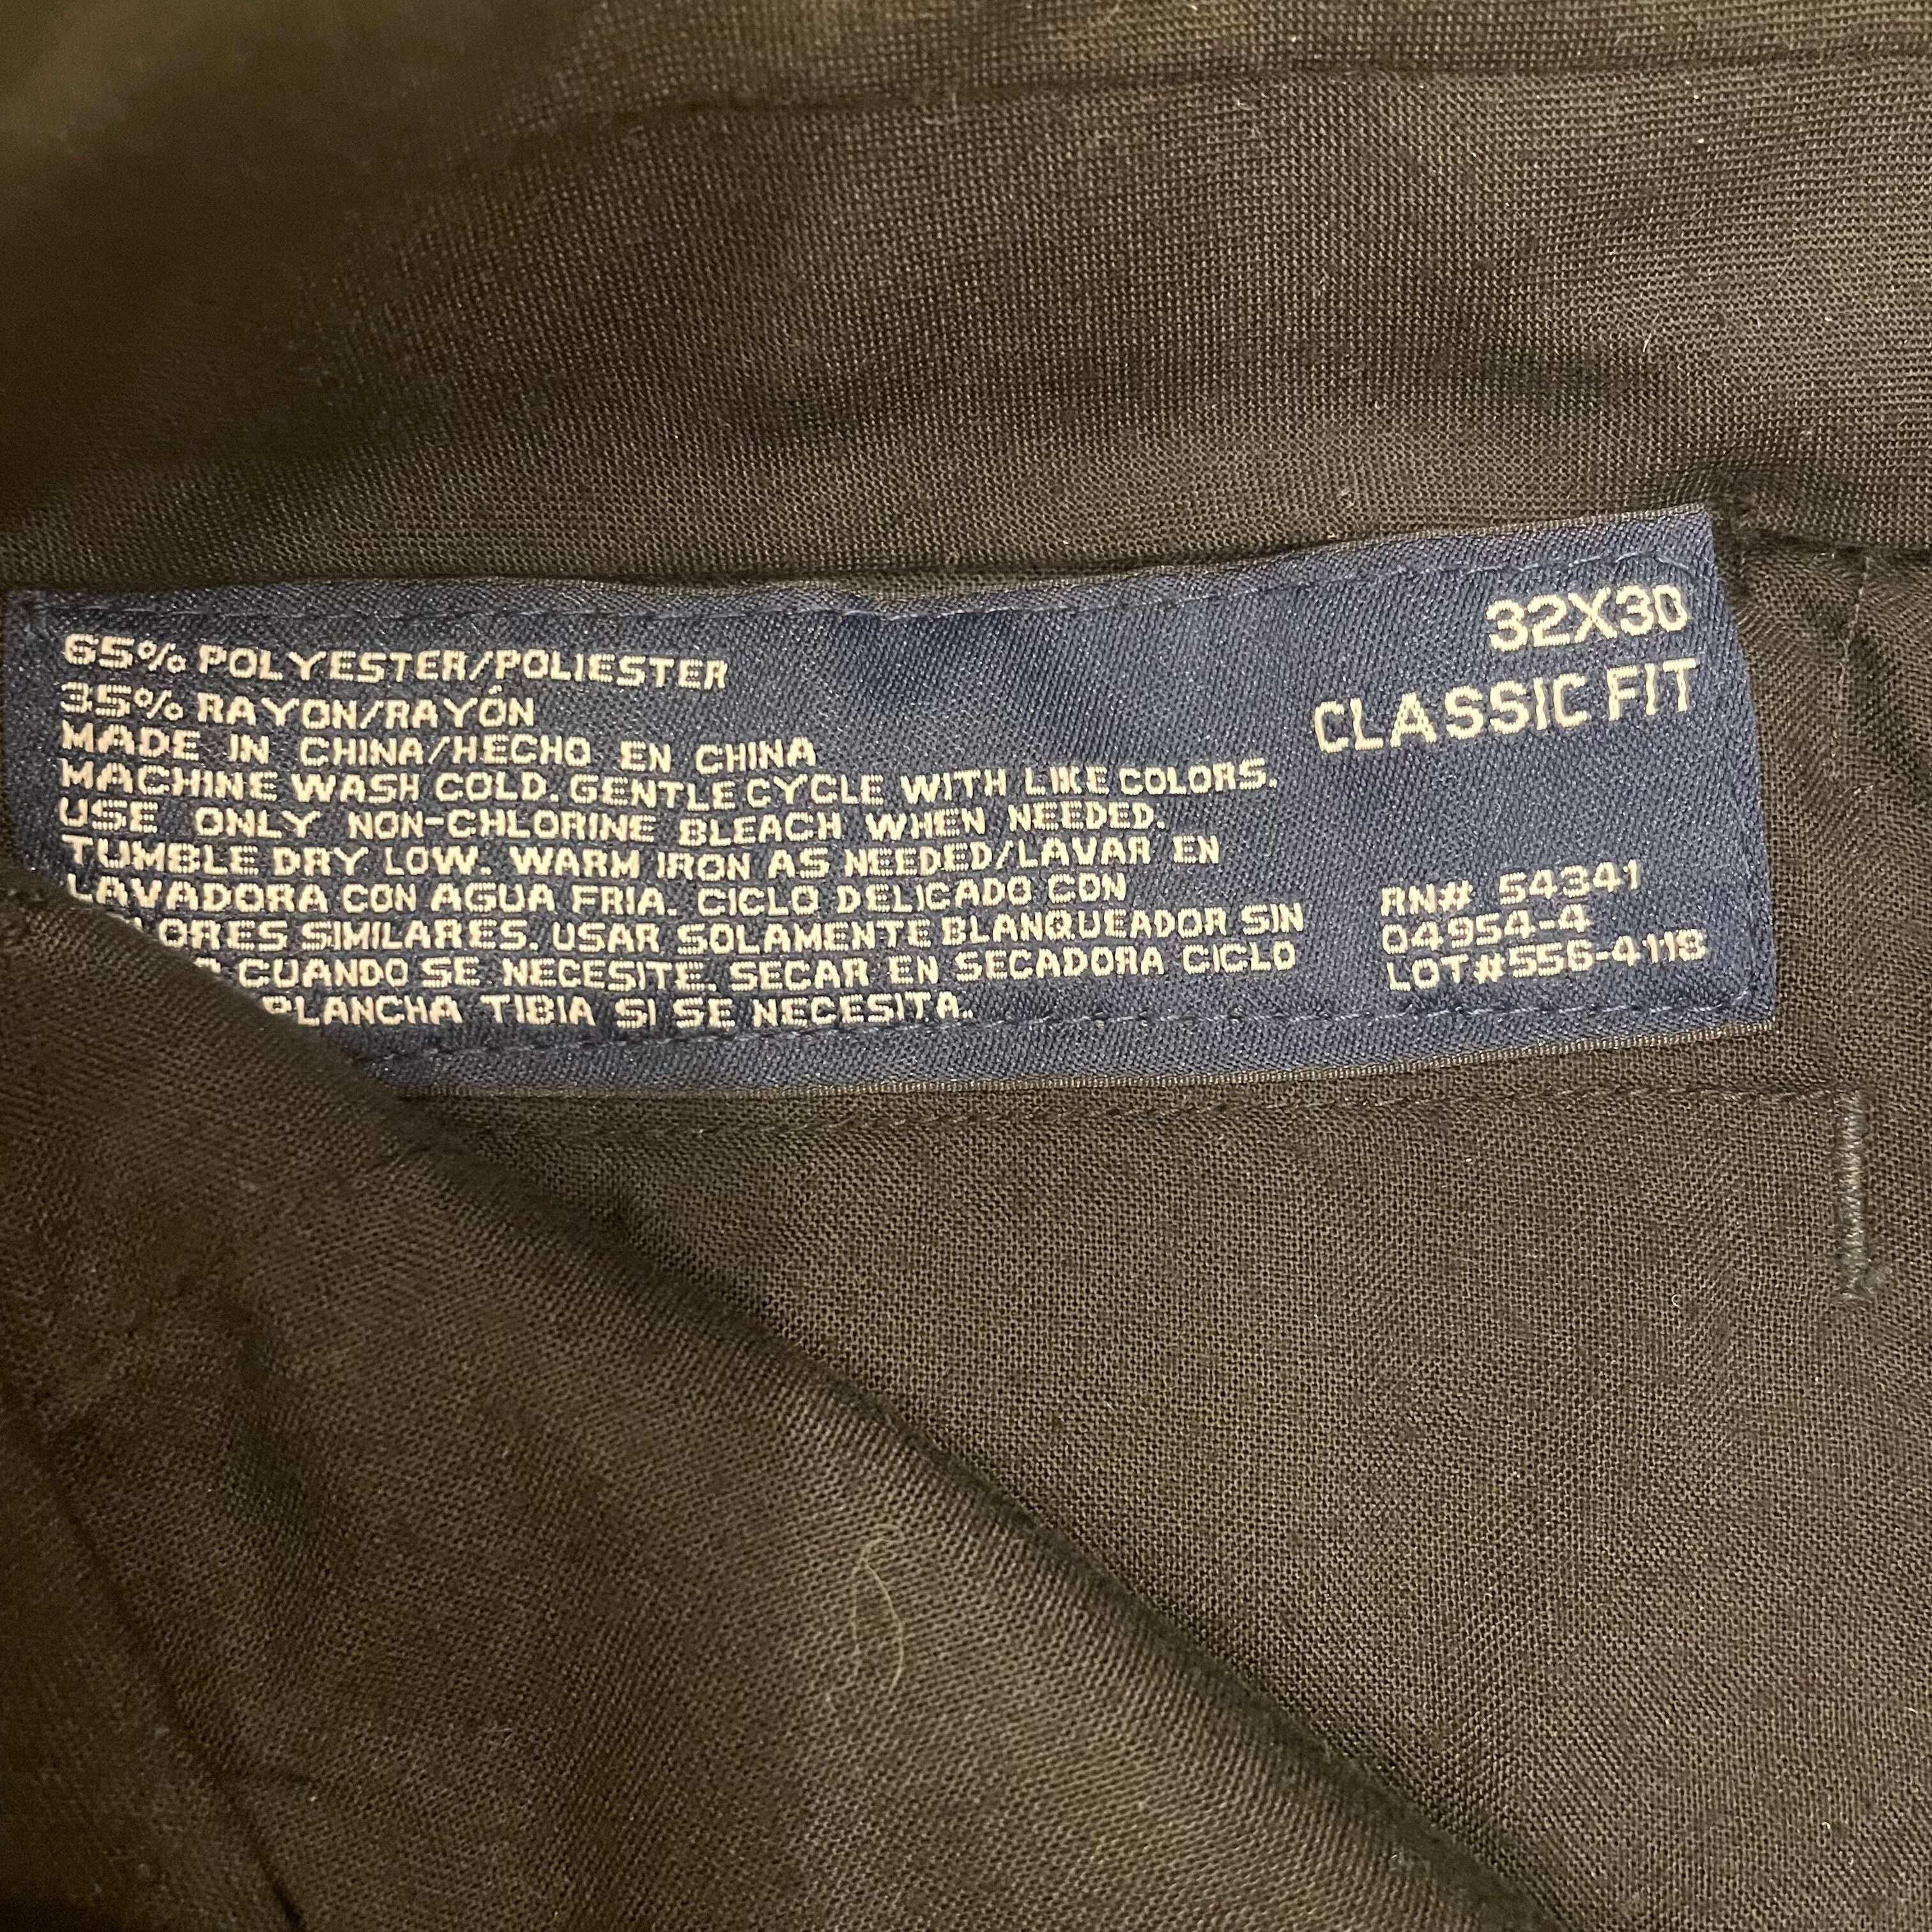 65% POLYESTER/POLIESTER
35% RAYON/RAYÓN
MADE IN CHINA/HECHO EN CHINA
MACHINE WASH COLD. GENTLE CYCLE WITH LIKE COLORS.
USE ONLY NON-CHLORINE BLEACH WHEN NEEDED.
TUMBLE DRY LOW. WARM IRON AS NEEDED/LAVAR EN
LAVADORA CON AGUA FRIA. CICLO DELICADO CON
SIMILARES. USAR SOLAMENTE BLANQUEADOR SIN
CUANDO SE NECESITE. SECAR EN SECADORA CICLO
PLANCHA TIBIA SI SE NECESITA.
32X30
CLASSIC FIT
RN# 54341
04954-4
LOT#556-4118